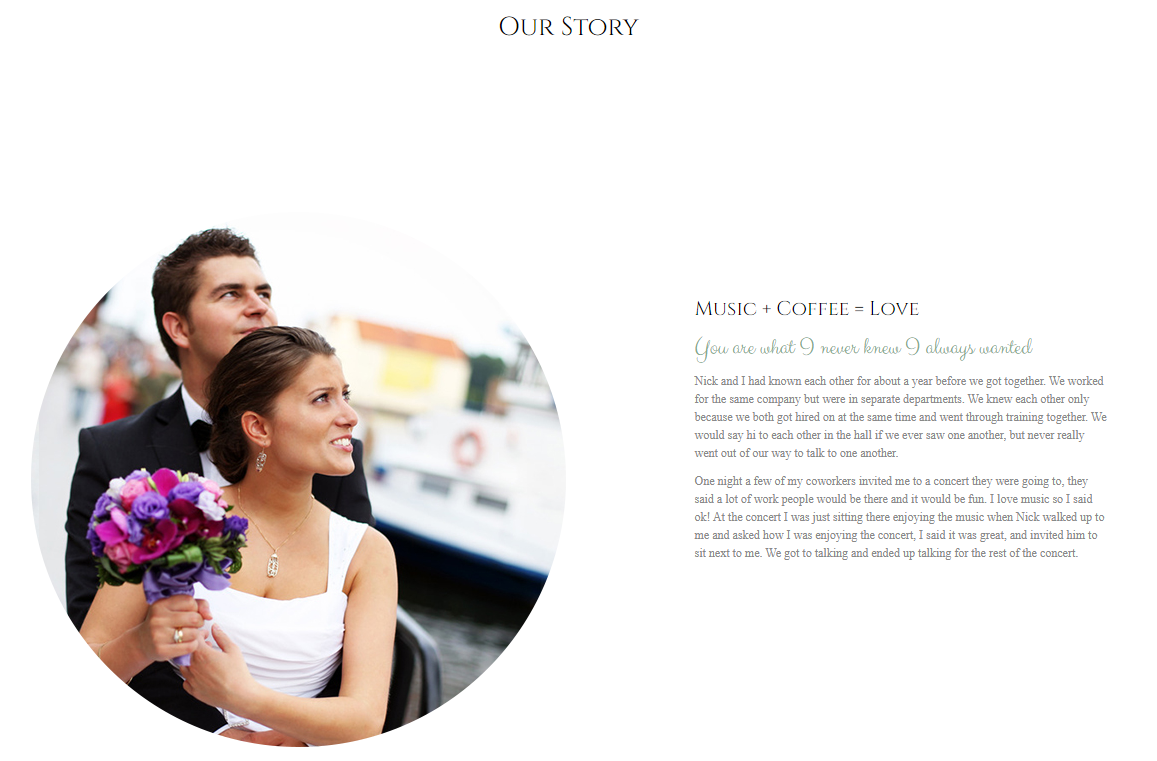 Our Story
Music + Coffee = Love
You are what I never knew I always wanted
Nick and I had known each other for about a year before we got together. We worked
for the same company but were in separate departments. We knew each other only
because we both got hired on at the same time and went through training together. We
would say hi to each other in the hall if we ever saw one another, but never really
went out of our way to talk to one another.
One night a few of my coworkers invited me to a concert they were going to, they
said a lot of work people would be there and it would be fun. I love music so I said
ok! At the concert I was just sitting there enjoying the music when Nick walked up to
me and asked how I was enjoying the concert, I said it was great, and invited him to
sit next to me. We got to talking and ended up talking for the rest of the concert.